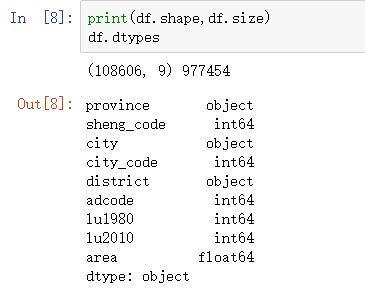 In [8]: print(df.shape,df.size)
df.dtypes
(108606, 9) 977454
Out[8]: province object
sheng_code int64
city object
city_code int64
district object
adcode int64
lu1980 int64
lu2010 int64
area float64
dtype: object